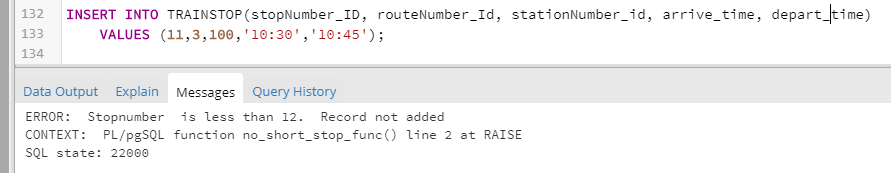 132 INSERT INTO TRAINSTOP(stopNumber_ID, routeNumber_Id, stationNumber_id, arrive_time, depart_time)
133 VALUES (11,3,100,'10:30','10:45');
134
Data Output Explain Messages Query History
ERROR:  Stopnumber  is less than 12.  Record not added
CONTEXT:  PL/pgSQL function no_short_stop_func() line 2 at RAISE
SQL state: 22000